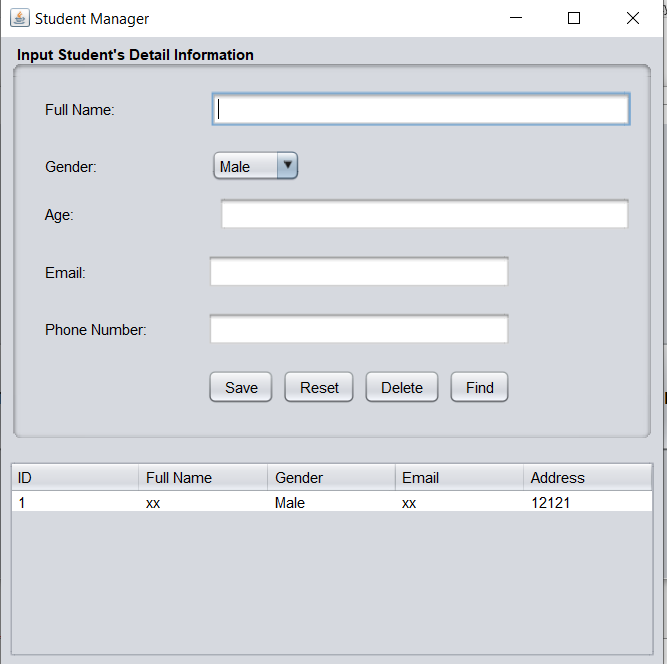 Student Manager
Input Student's Detail Information
Full Name:
Gender: Male
Age:
Email:
Phone Number:
Save Reset Delete Find
ID Full Name Gender Email Address
1 xx Male xx 12121